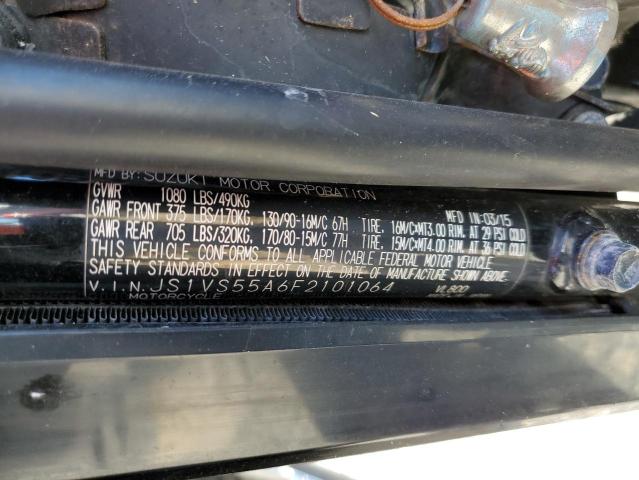 MFD BY: SUZUKI MOTOR CORPORATION
GVWR 1080 LBS/490KG MFD IN 03/15
GAWR FRONT 375 LBS/170KG, 130/90-16M/C 67H TIRE, 16M/C×MT3.00 RIM, AT 29 PSI COLD
GAWR REAR 705 LBS/320KG, 170/80-15M/C 77H TIRE, 15M/C×MT4.00 RIM, AT 36 PSI COLD
THIS VEHICLE CONFORMS TO ALL APPLICABLE FEDERAL MOTOR VEHICLE
SAFETY STANDARDS IN EFFECT ON THE DATE OF MANUFACTURE SHOWN ABOVE.
V.I.N. JS1VS55A6F2101064 VL800
MOTORCYCLE